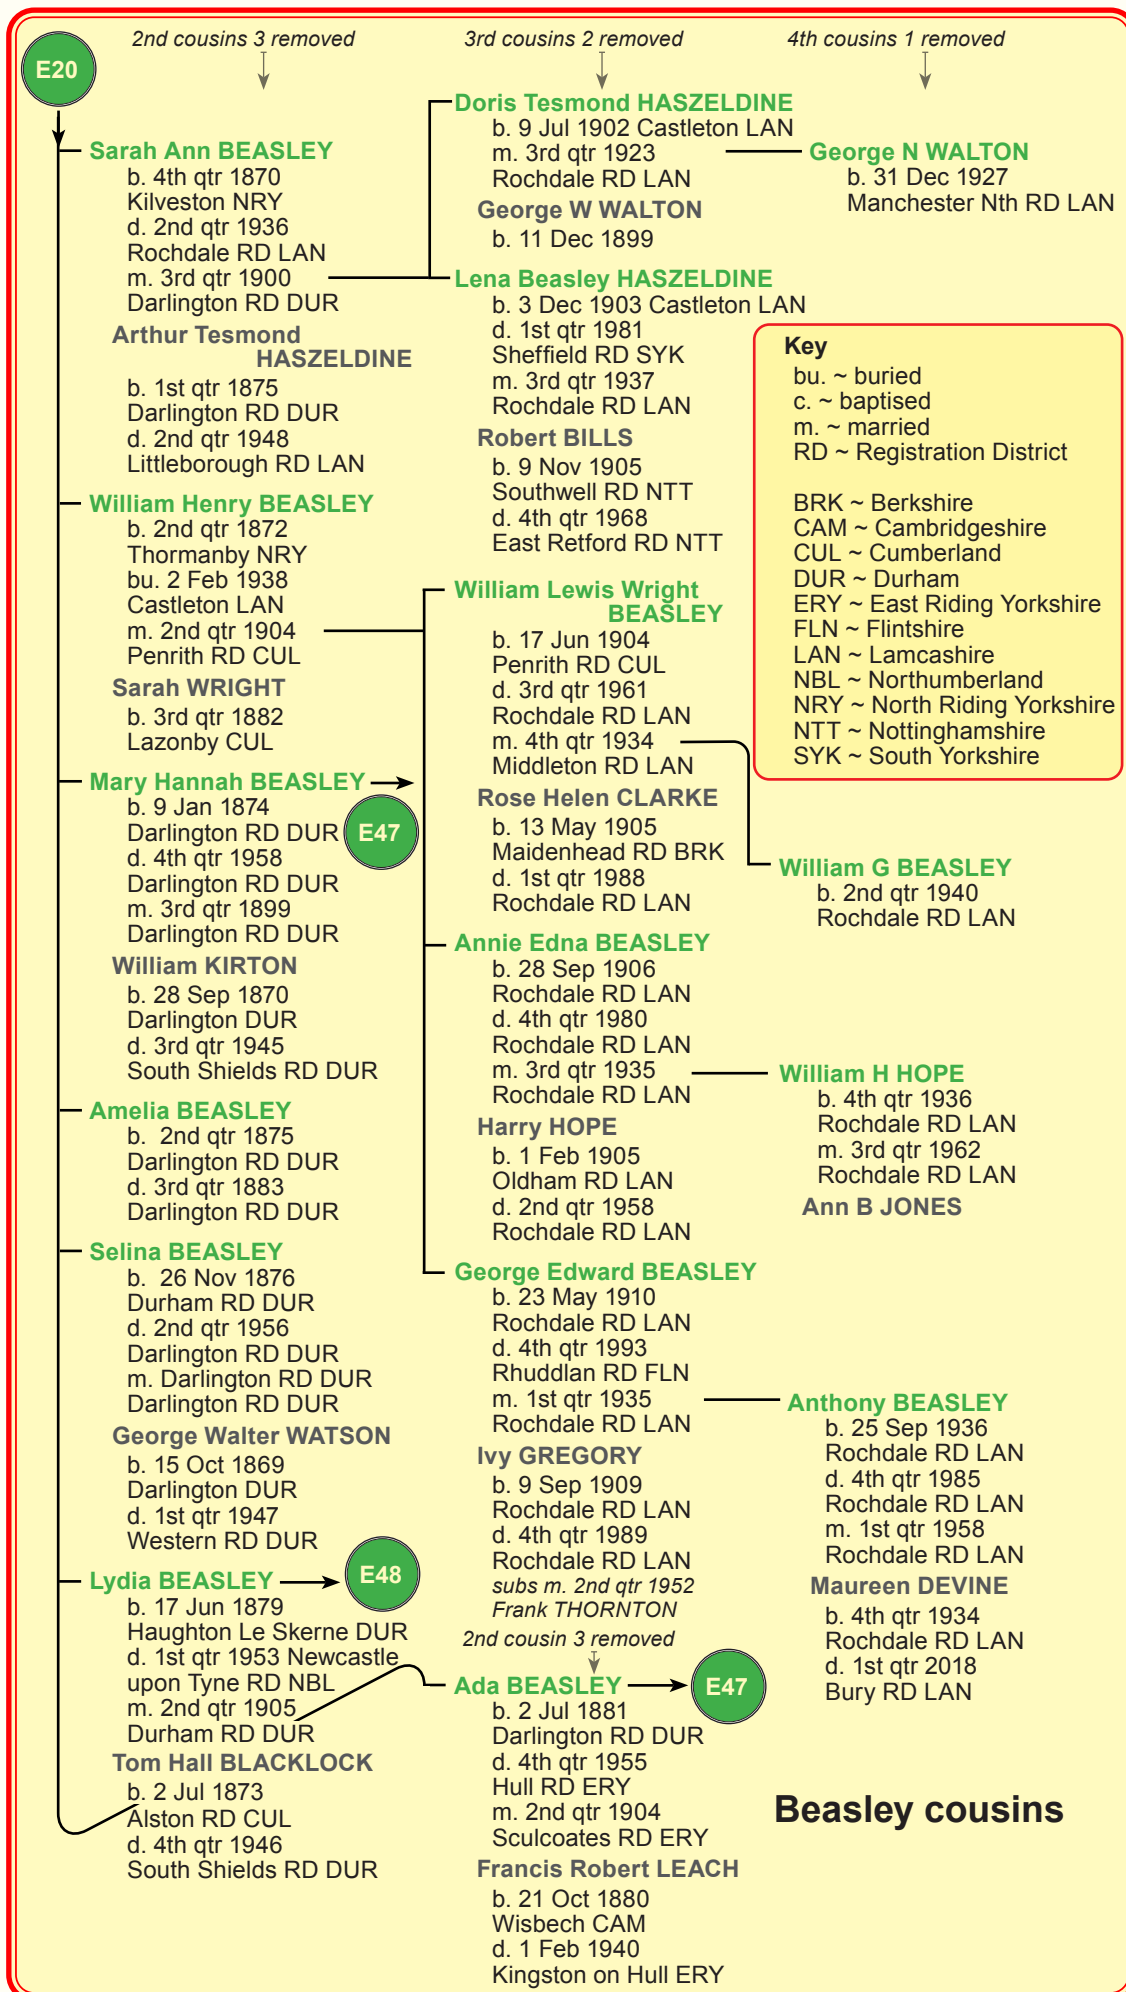 E20
2nd cousins 3 removed
Sarah Ann BEASLEY
b. 4th qtr 1870
Kilveston NRY
d. 2nd qtr 1936
Rochdale RD LAN
m. 3rd qtr 1900
Darlington RD DUR
Arthur Tesmond
HASZELDINE
b. 1st qtr 1875
Darlington RD DUR
d. 2nd qtr 1948
Littleborough RD LAN
William Henry BEASLEY
b. 2nd qtr 1872
Thormanby NRY
bu. 2 Feb 1938
Castleton LAN
m. 2nd qtr 1904
Penrith RD CUL
Sarah WRIGHT
b. 3rd qtr 1882
Lazonby CUL
Mary Hannah BEASLEY
E47
b. 9 Jan 1874
Darlington RD DUR
d. 4th qtr 1958
Darlington RD DUR
m. 3rd qtr 1899
Darlington RD DUR
William KIRTON
b. 28 Sep 1870
Darlington DUR
d. 3rd qtr 1945
South Shields RD DUR
Amelia BEASLEY
b. 2nd qtr 1875
Darlington RD DUR
d. 3rd qtr 1883
Darlington RD DUR
Selina BEASLEY
b. 26 Nov 1876
Durham RD DUR
d. 2nd qtr 1956
Darlington RD DUR
m. Darlington RD DUR
Darlington RD DUR
George Walter WATSON
b. 15 Oct 1869
Darlington DUR
d. 1st qtr 1947
Western RD DUR
Lydia BEASLEY
E48
b. 17 Jun 1879
Haughton Le Skerne DUR
d. 1st qtr 1953 Newcastle
upon Tyne RD NBL
m. 2nd qtr 1905
Durham RD DUR
Tom Hall BLACKLOCK
b. 2 Jul 1873
Alston RD CUL
d. 4th qtr 1946
South Shields RD DUR
3rd cousins 2 removed
Doris Tesmond HASZELDINE
b. 9 Jul 1902 Castleton LAN
m. 3rd qtr 1923
Rochdale RD LAN
George W WALTON
b. 11 Dec 1899
Lena Beasley HASZELDINE
b. 3 Dec 1903 Castleton LAN
d. 1st qtr 1981
Sheffield RD SYK
m. 3rd qtr 1937
Rochdale RD LAN
Robert BILLS
b. 9 Nov 1905
Southwell RD NTT
d. 4th qtr 1968
East Retford RD NTT
William Lewis Wright
BEASLEY
b. 17 Jun 1904
Penrith RD CUL
d. 3rd qtr 1961
Rochdale RD LAN
m. 4th qtr 1934
Middleton RD LAN
Rose Helen CLARKE
b. 13 May 1905
Maidenhead RD BRK
d. 1st qtr 1988
Rochdale RD LAN
Annie Edna BEASLEY
b. 28 Sep 1906
Rochdale RD LAN
d. 4th qtr 1980
Rochdale RD LAN
m. 3rd qtr 1935
Rochdale RD LAN
Harry HOPE
b. 1 Feb 1905
Oldham RD LAN
d. 2nd qtr 1958
Rochdale RD LAN
George Edward BEASLEY
b. 23 May 1910
Rochdale RD LAN
d. 4th qtr 1993
Rhuddlan RD FLN
m. 1st qtr 1935
Rochdale RD LAN
Ivy GREGORY
b. 9 Sep 1909
Rochdale RD LAN
d. 4th qtr 1989
Rochdale RD LAN
subs m. 2nd qtr 1952
Frank THORNTON
2nd cousin 3 removed
Ada BEASLEY
E47
b. 2 Jul 1881
Darlington RD DUR
d. 4th qtr 1955
Hull RD ERY
m. 2nd qtr 1904
Sculcoates RD ERY
Francis Robert LEACH
b. 21 Oct 1880
Wisbech CAM
d. 1 Feb 1940
Kingston on Hull ERY
4th cousins 1 removed
George N WALTON
b. 31 Dec 1927
Manchester Nth RD LAN
Key
bu. ~ buried
c. ~ baptised
m. ~ married
RD ~ Registration District
BRK ~ Berkshire
CAM ~ Cambridgeshire
CUL ~ Cumberland
DUR ~ Durham
ERY ~ East Riding Yorkshire
FLN ~ Flintshire
LAN ~ Lamcashire
NBL ~ Northumberland
NRY ~ North Riding Yorkshire
NTT ~ Nottinghamshire
SYK ~ South Yorkshire
William G BEASLEY
b. 2nd qtr 1940
Rochdale RD LAN
William H HOPE
b. 4th qtr 1936
Rochdale RD LAN
m. 3rd qtr 1962
Rochdale RD LAN
Ann B JONES
Anthony BEASLEY
b. 25 Sep 1936
Rochdale RD LAN
d. 4th qtr 1985
Rochdale RD LAN
m. 1st qtr 1958
Rochdale RD LAN
Maureen DEVINE
b. 4th qtr 1934
Rochdale RD LAN
d. 1st qtr 2018
Bury RD LAN
Beasley cousins